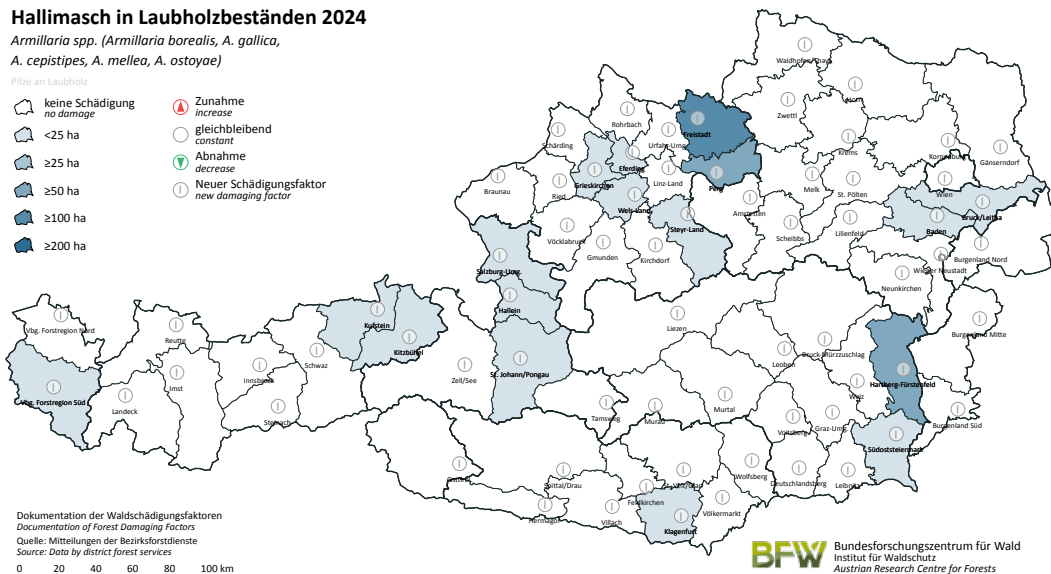 Hallimasch in Laubholzbeständen 2024
Armillaria spp. (Armillaria borealis, A. gallica,
A. cepistipes, A. mellea, A. ostoyae)
Pilze an Laubholz
keine Schädigung
no damage
<25 ha
≥25 ha
≥50 ha
≥100 ha
≥200 ha
Zunahme
increase
gleichbleibend
constant
Abnahme
decrease
Neuer Schädigungsfaktor
new damaging factor
Waidhofen/Thaya
Horn
Zwettl
Rohrbach
Freistadt
Schärding
Urfahr-Umg.
Krems
Korneuburg
Gänserndorf
Eferding
Grieskirchen
Linz-Land
Perg
Melk
St. Pölten
Wien
Braunau
Ried
Wels-Land
Amstetten
Bruck/Leitha
Steyr-Land
Baden
Vöcklabruck
Gmunden
Kirchdorf
Scheibbs
Lilienfeld
Burgenland Nord
Wiener Neustadt
Salzburg-Umg.
Neunkirchen
Hallein
Liezen
Burgenland Mitte
Vbg. Forstregion Nord
Reutte
Kufstein
Kitzbühel
Schwaz
Bruck-Mürzzuschlag
Leoben
St. Johann/Pongau
Zell/See
Innsbruck
Imst
Hartberg-Fürstenfeld
Vbg. Forstregion Süd
Landeck
Steinach
Tamsweg
Murau
Murtal
Weiz
Voitsberg
Graz-Umg.
Burgenland Süd
Südoststeiermark
Osttirol
Spittal/Drau
St. Veit/Glan
Wolfsberg
Deutschlandsberg
Leibnitz
Feldkirchen
Hermagor
Villach
Klagenfurt
Völkermarkt
Dokumentation der Waldschädigungsfaktoren
Documentation of Forest Damaging Factors
Quelle: Mitteilungen der Bezirksforstdienste
Source: Data by district forest services
0 20 40 60 80 100 km
BFW
Bundesforschungszentrum für Wald
Institut für Waldschutz
Austrian Research Centre for Forests